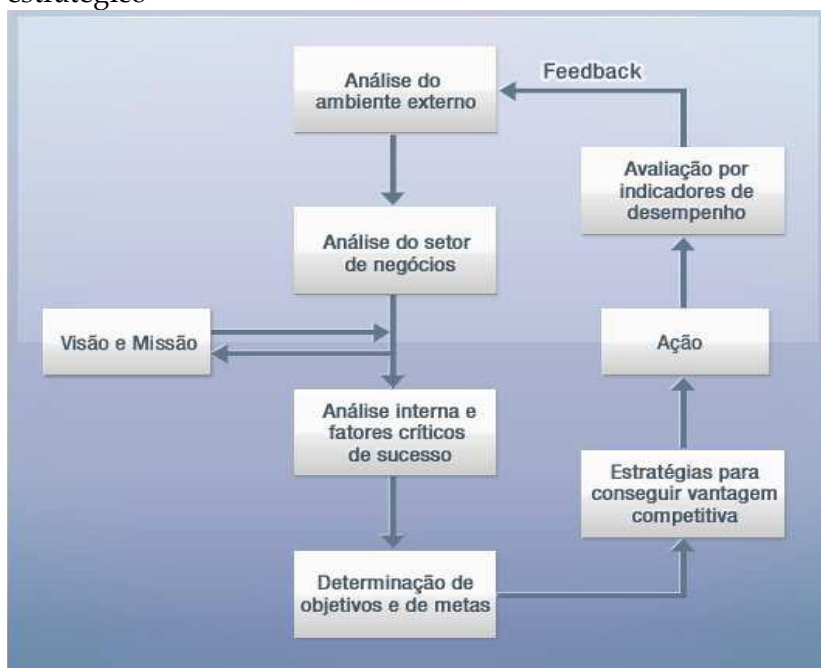 estratégico
Análise do
ambiente externo
Feedback
Avaliação por
indicadores de
desempenho
Análise do setor
de negócios
Visão e Missão
Ação
Análise interna e
fatores críticos
de sucesso
Estratégias para
conseguir vantagem
competitiva
Determinação de
objetivos e de metas